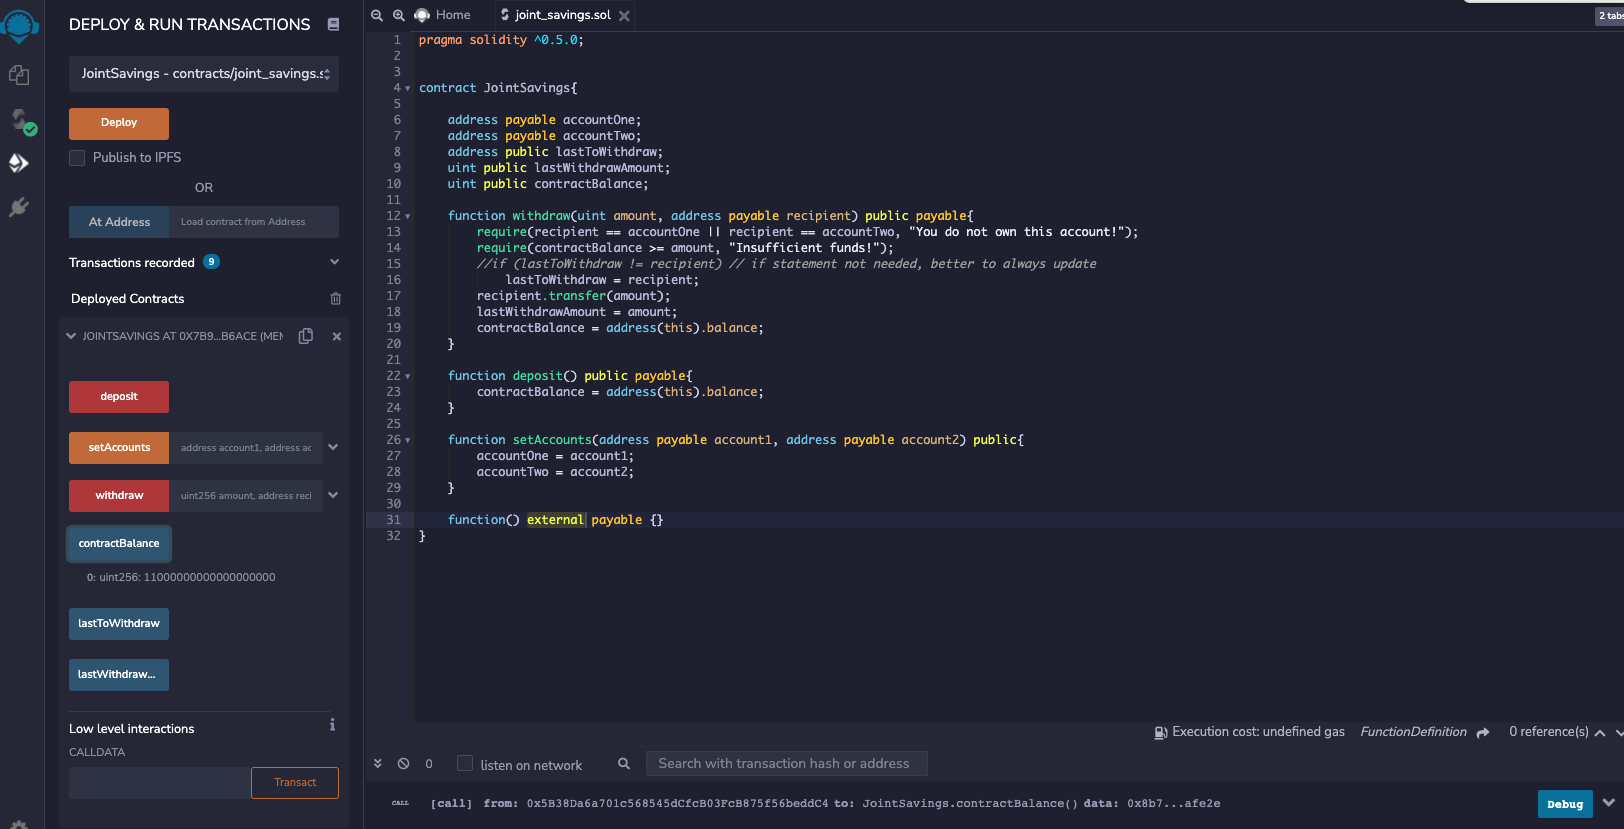 DEPLOY & RUN TRANSACTIONS
JointSavings - contracts/joint_savings.s
Deploy
Publish to IPFS
OR
At Address
Load contract from Address
Transactions recorded 9
Deployed Contracts
JOINTSAVINGS AT 0X7B9...B6ACE (MEM
deposit
setAccounts
address account1, address ac
withdraw
uint256 amount, address reci
contractBalance
0: uint256: 11000000000000000000
lastToWithdraw
lastWithdraw...
Low level interactions
i
CALLDATA
Transact
Home
joint_savings.sol
2 tabs
1 pragma solidity ^0.5.0;
2
3
4 contract JointSavings{
5
6 address payable accountOne;
7 address payable accountTwo;
8 address public lastToWithdraw;
9 uint public lastWithdrawAmount;
10 uint public contractBalance;
11
12 function withdraw(uint amount, address payable recipient) public payable{
13 require(recipient == accountOne || recipient == accountTwo, "You do not own this account!");
14 require(contractBalance >= amount, "Insufficient funds!");
15 //if (lastToWithdraw != recipient) // if statement not needed, better to always update
16 lastToWithdraw = recipient;
17 recipient.transfer(amount);
18 lastWithdrawAmount = amount;
19 contractBalance = address(this).balance;
20 }
21
22 function deposit() public payable{
23 contractBalance = address(this).balance;
24 }
25
26 function setAccounts(address payable account1, address payable account2) public{
27 accountOne = account1;
28 accountTwo = account2;
29 }
30
31 function() external payable {}
32 }
Execution cost: undefined gas FunctionDefinition 0 reference(s)
0 listen on network Search with transaction hash or address
CALL [call] from: 0x5B38Da6a701c568545dCfcB03FcB875f56beddC4 to: JointSavings.contractBalance() data: 0x8b7...afe2e Debug